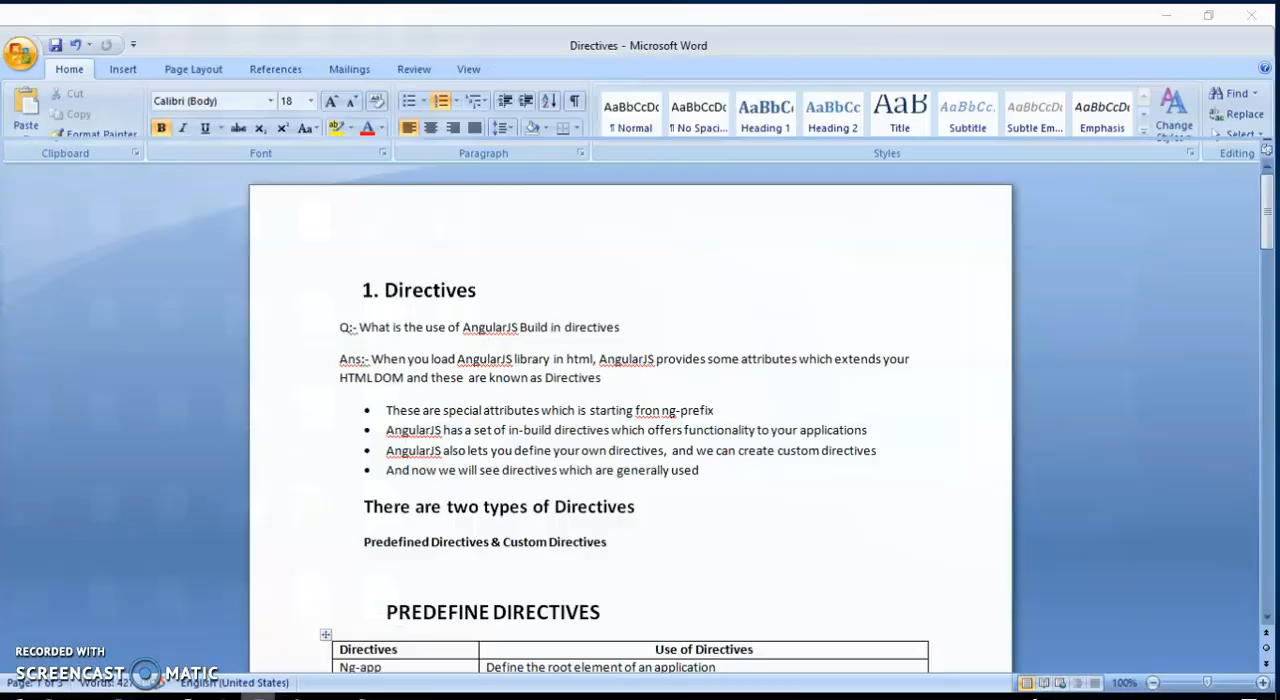 Directives - Microsoft Word
Home Insert Page Layout References Mailings Review View
Paste
Cut
Copy
Format Painter
Calibri (Body) 18
AaBbCcDc AaBbCcDc AaBbC AaBbCc AaB AaBbCc. AaBbCcDc AaBbCcDc
¶ Normal ¶ No Spaci... Heading 1 Heading 2 Title Subtitle Subtle Em... Emphasis
Change
Styles
Find
Replace
Select
Clipboard Font Paragraph Styles Editing
1. Directives
Q:- What is the use of AngularJS Build in directives
Ans:- When you load AngularJS library in html, AngularJS provides some attributes which extends your
HTML DOM and these are known as Directives
• These are special attributes which is starting fron ng-prefix
• AngularJS has a set of in-build directives which offers functionality to your applications
• AngularJS also lets you define your own directives, and we can create custom directives
• And now we will see directives which are generally used
There are two types of Directives
Predefined Directives & Custom Directives
PREDEFINE DIRECTIVES
Directives Use of Directives
Ng-app Define the root element of an application
RECORDED WITH
SCREENCAST MATIC
English (United States) 100%